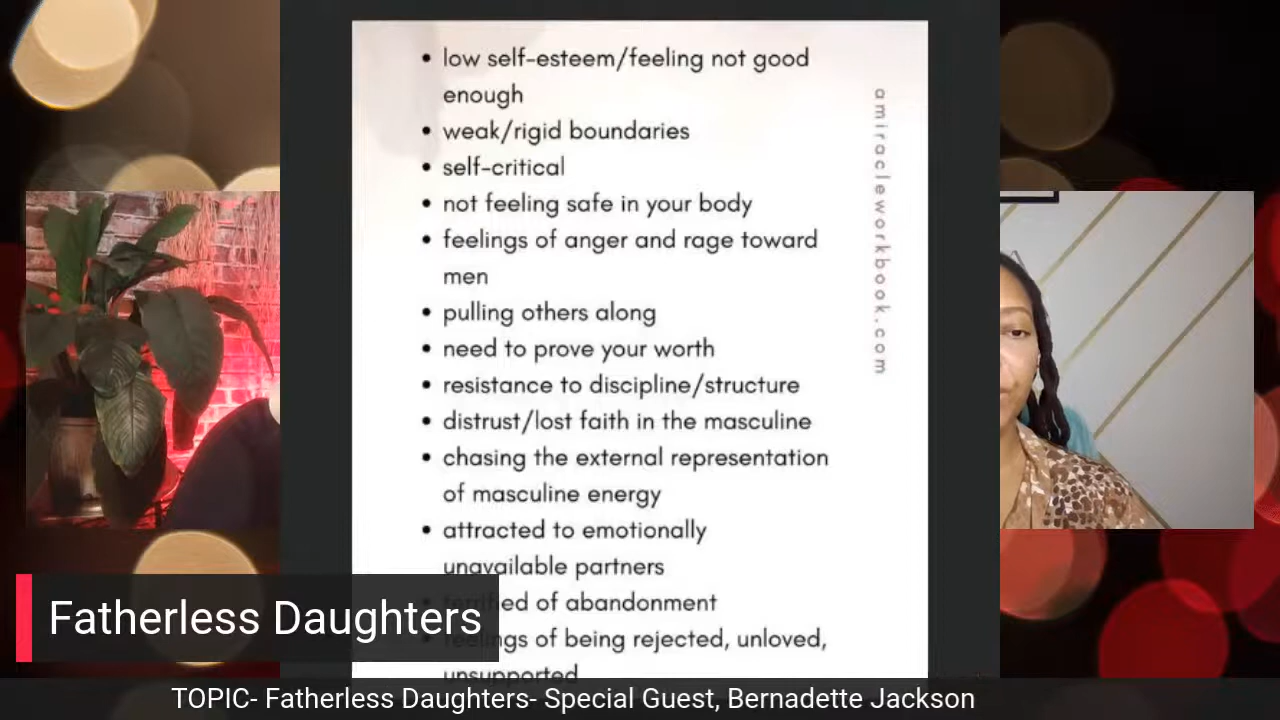 low self-esteem/feeling not good
enough
weak/rigid boundaries
self-critical
not feeling safe in your body
feelings of anger and rage toward
men
pulling others along
need to prove your worth
resistance to discipline/structure
distrust/lost faith in the masculine
chasing the external representation
of masculine energy
attracted to emotionally
unavailable partners
terrified of abandonment
feelings of being rejected, unloved,
unsupported
amiracleworkbook.com
Fatherless Daughters
TOPIC- Fatherless Daughters- Special Guest, Bernadette Jackson